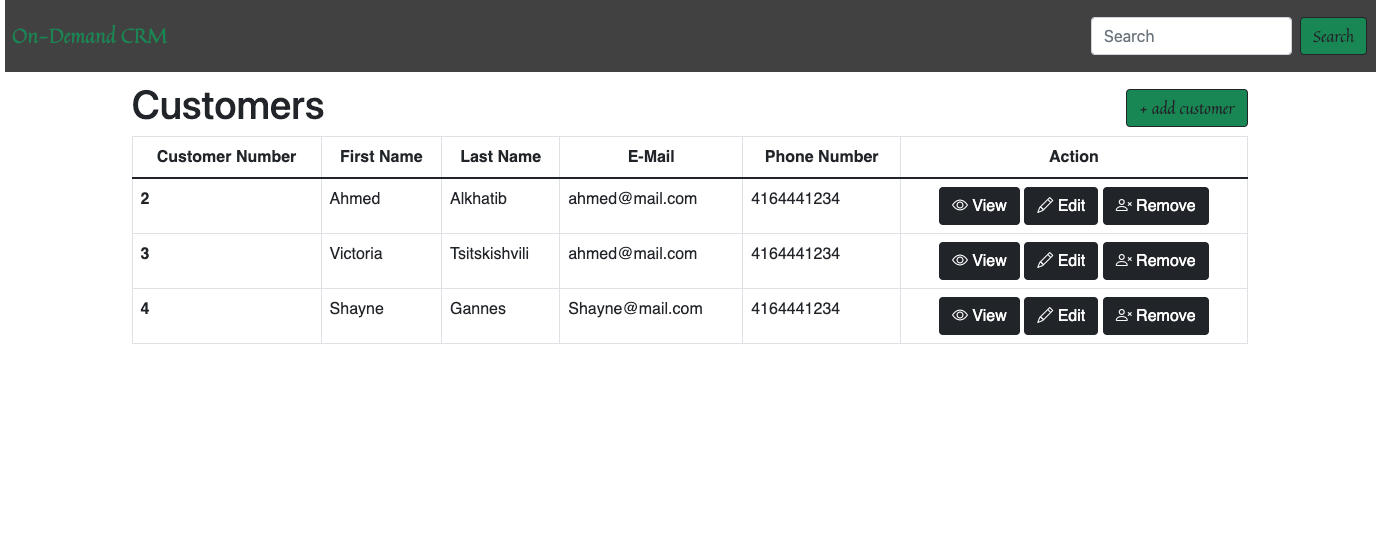 On-Demand CRM Search Search
Customers + add customer
Customer Number First Name Last Name E-Mail Phone Number Action
2 Ahmed Alkhatib ahmed@mail.com 4164441234 View Edit Remove
3 Victoria Tsitskishvili ahmed@mail.com 4164441234 View Edit Remove
4 Shayne Gannes Shayne@mail.com 4164441234 View Edit Remove